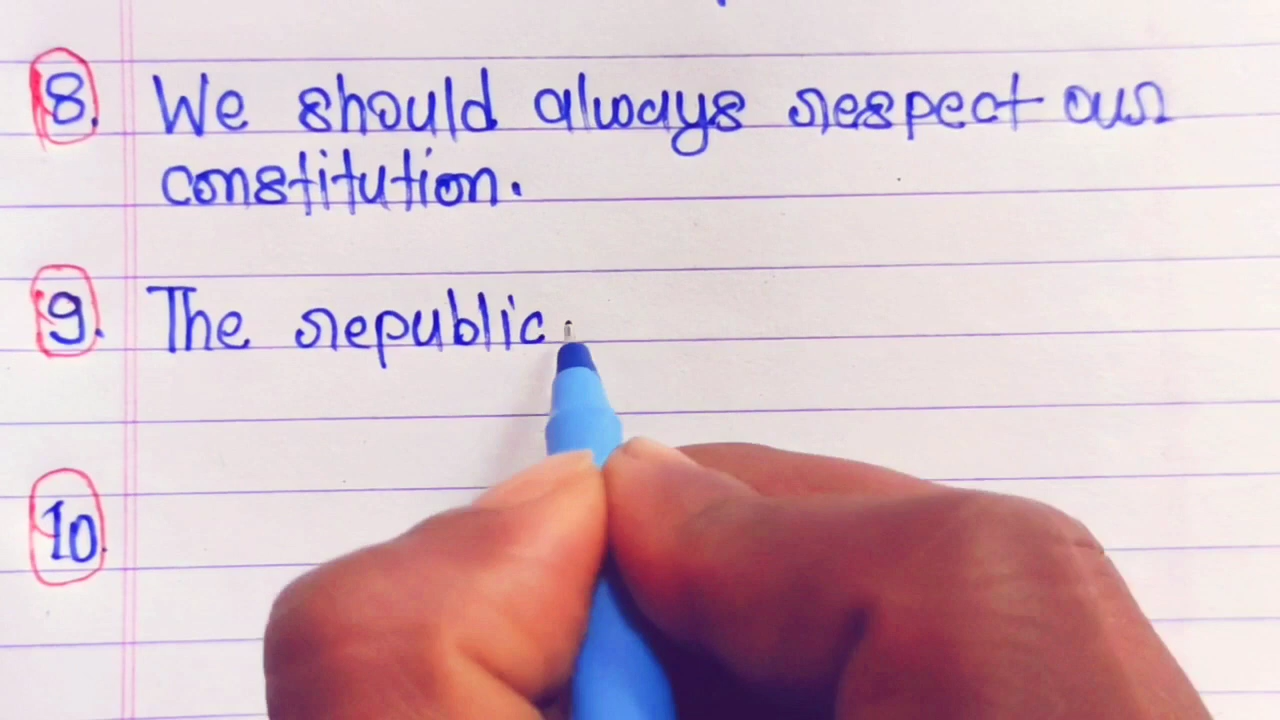 8. We should always respect our
constitution.
9. The republic
10.